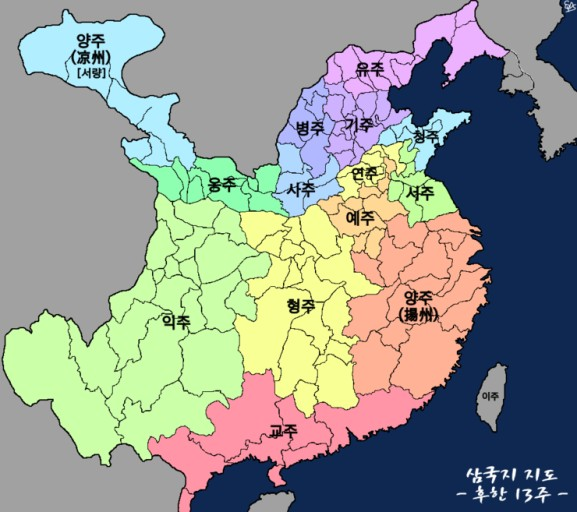 양주
(凉州)
[서량]
유주
병주
기주
청주
연주
사주
옹주
서주
예주
형주
양주
(揚州)
익주
이주
교주
삼국지 지도
- 후한 13주 -